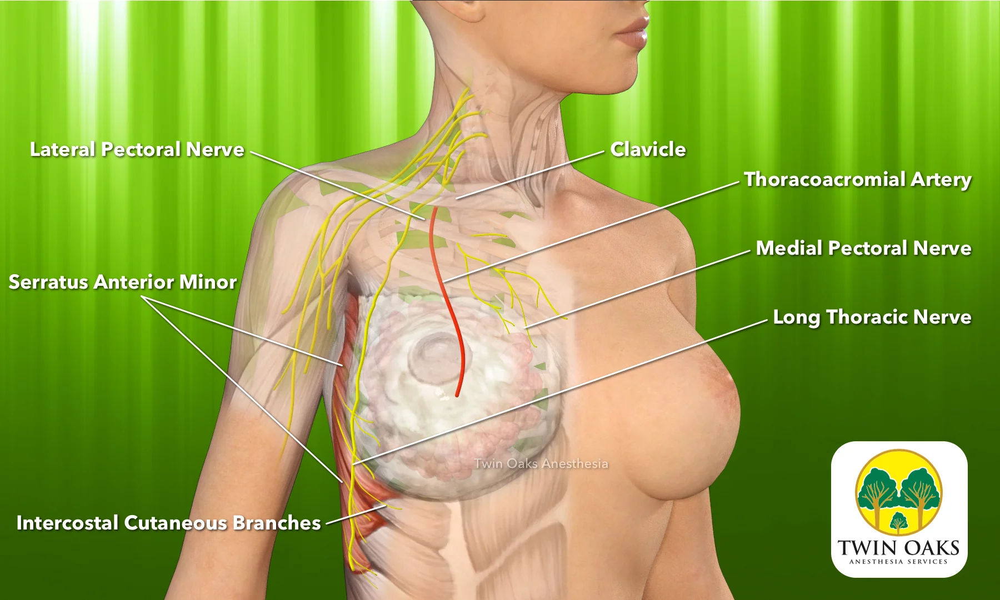 Lateral Pectoral Nerve
Clavicle
Thoracoacromial Artery
Medial Pectoral Nerve
Serratus Anterior Minor
Long Thoracic Nerve
Twin Oaks Anesthesia
Intercostal Cutaneous Branches
TWIN OAKS
ANESTHESIA SERVICES